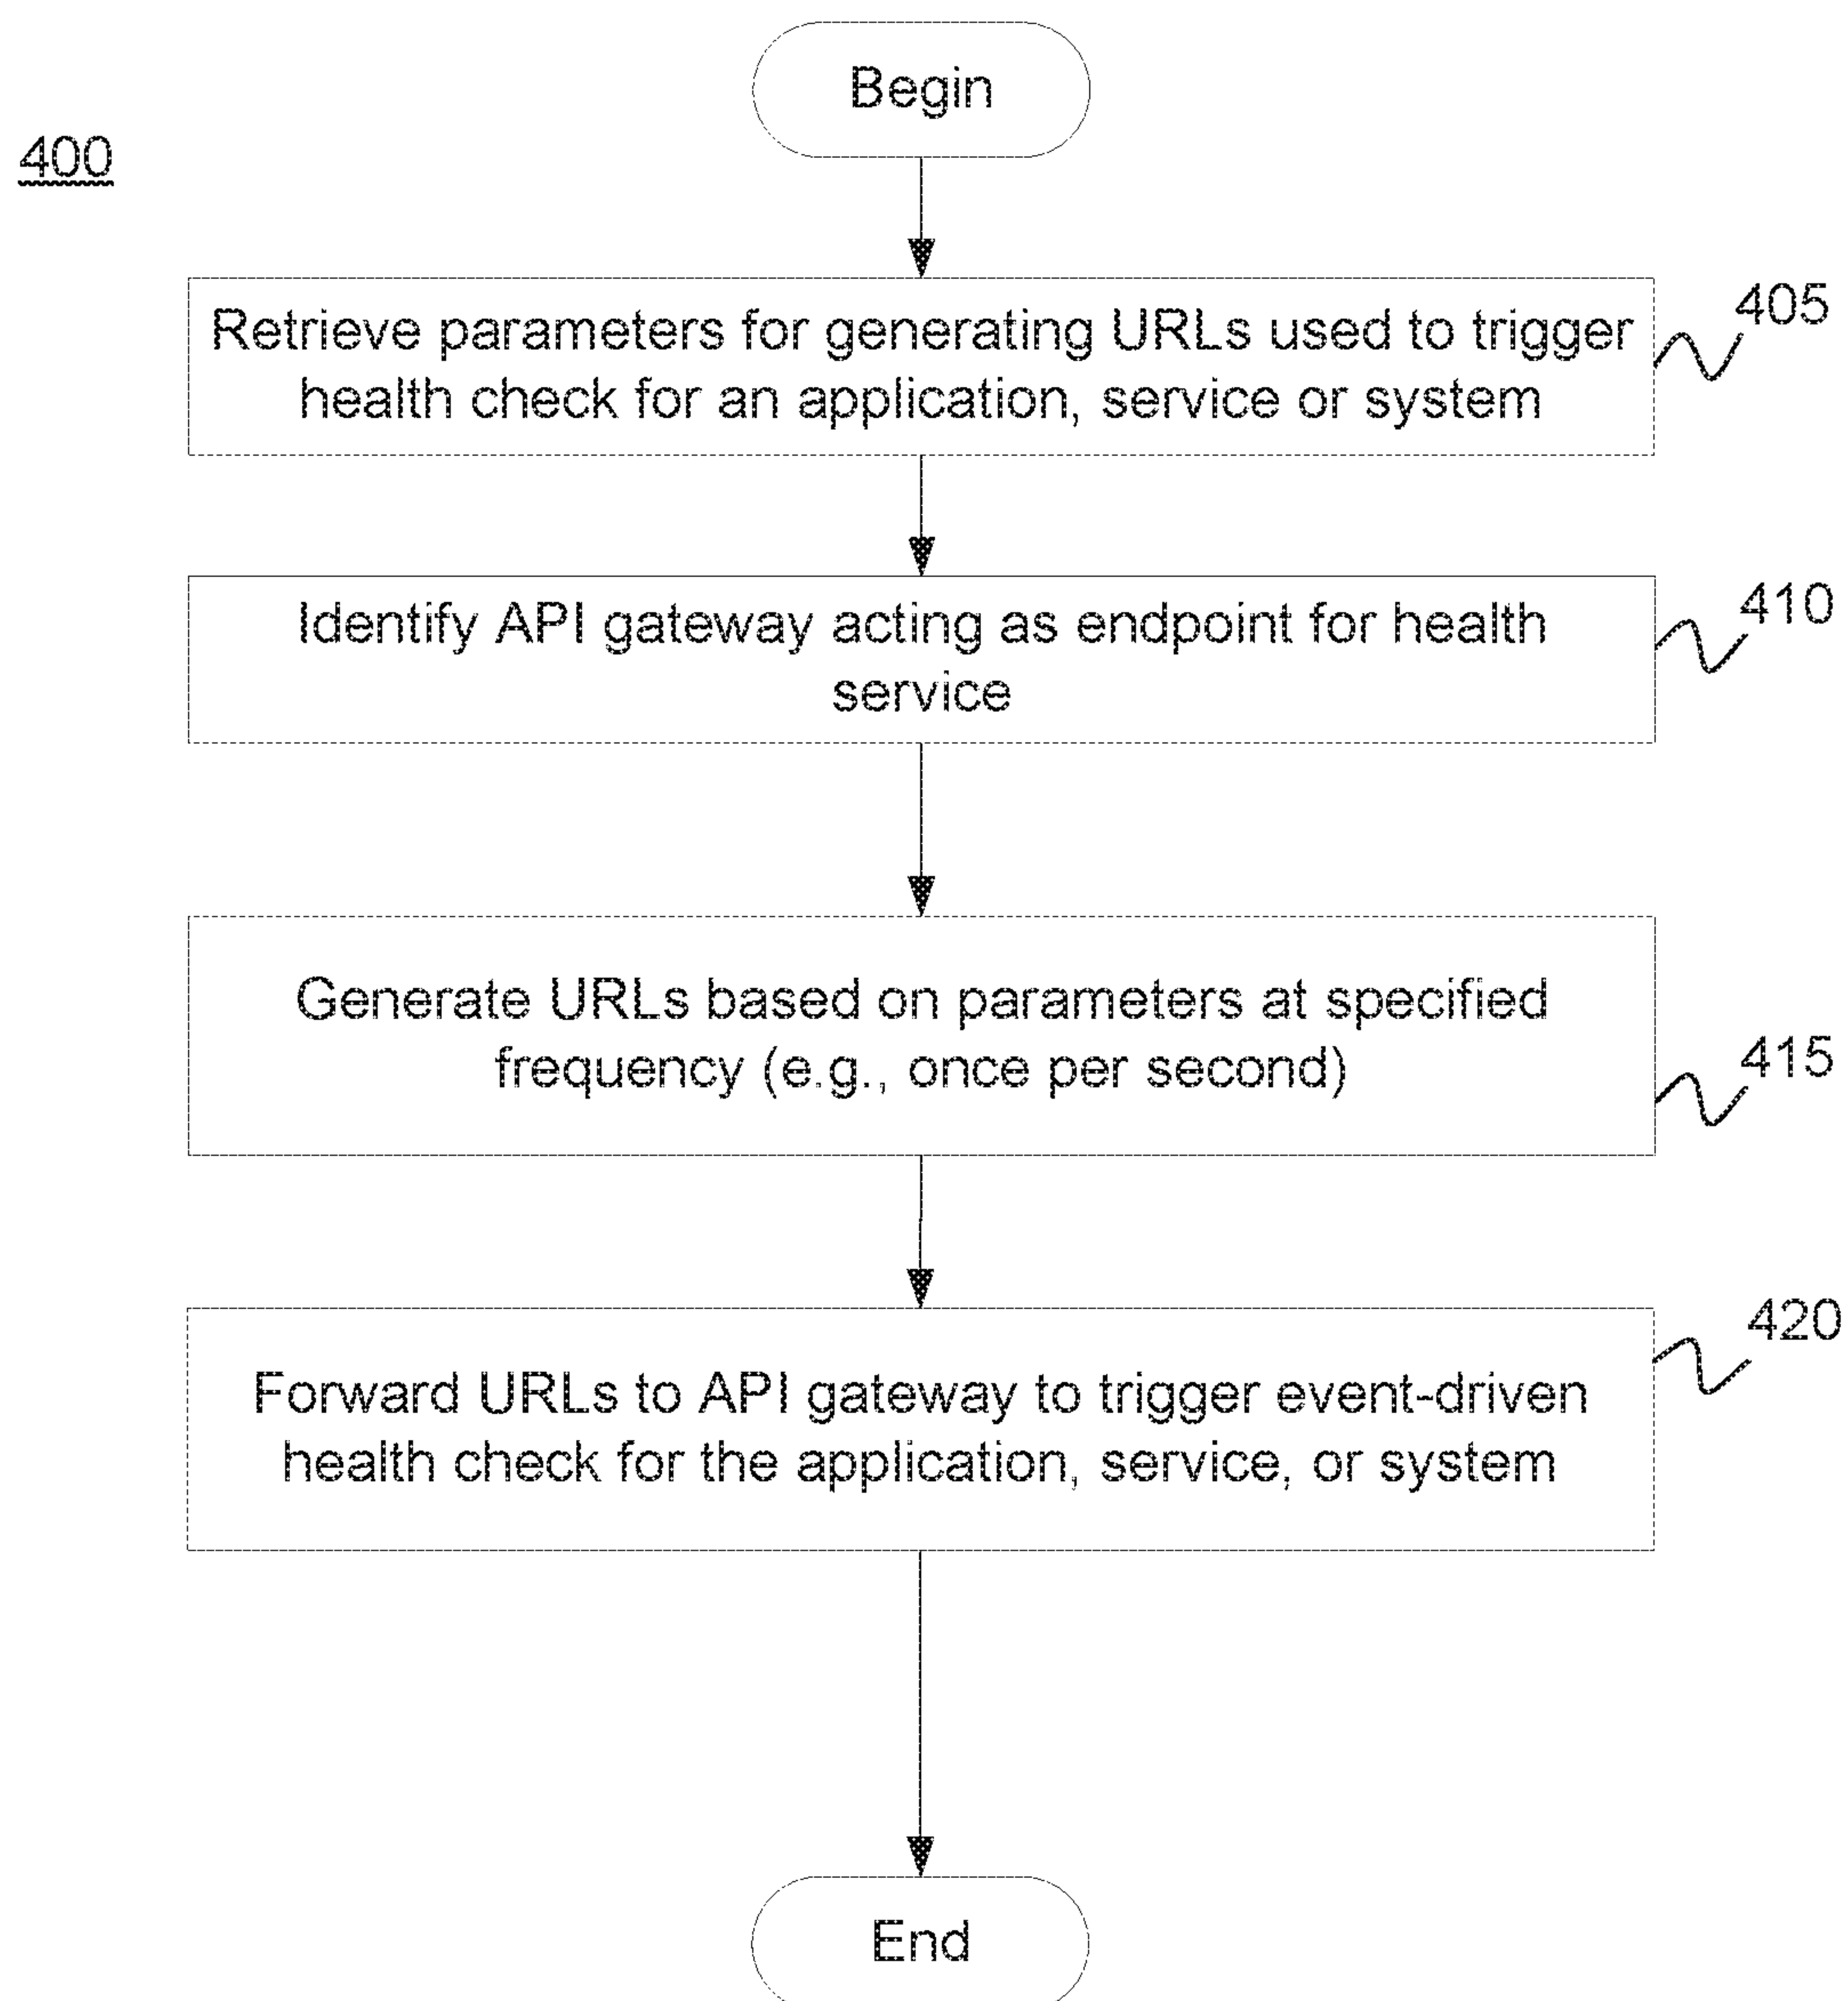 Begin
400
Retrieve parameters for generating URLs used to trigger
health check for an application, service or system
405
Identify API gateway acting as endpoint for health
service
410
Generate URLs based on parameters at specified
frequency (e.g., once per second)
415
Forward URLs to API gateway to trigger event-driven
health check for the application, service, or system
420
End